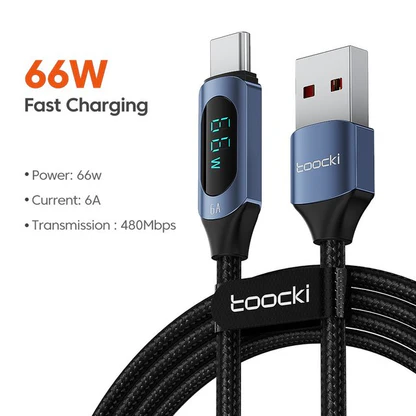 66W
Fast Charging
• Power: 66w
• Current: 6A
• Transmission : 480Mbps
66W
6A
toocki
toocki